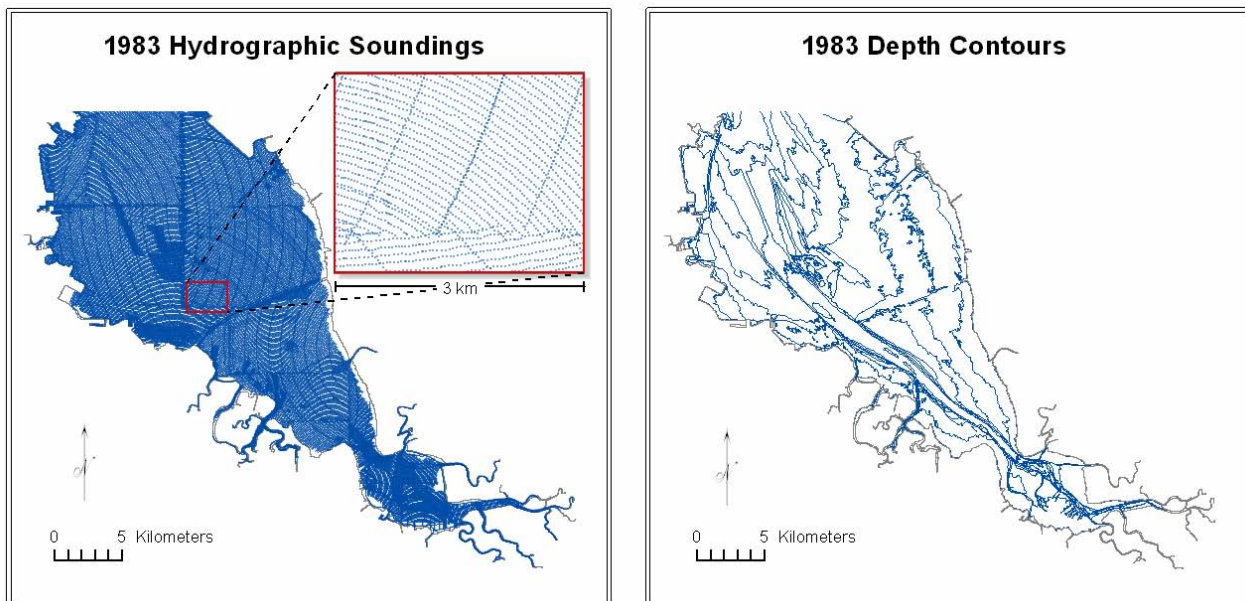 1983 Hydrographic Soundings
3 km
N
0 5 Kilometers
1983 Depth Contours
N
0 5 Kilometers